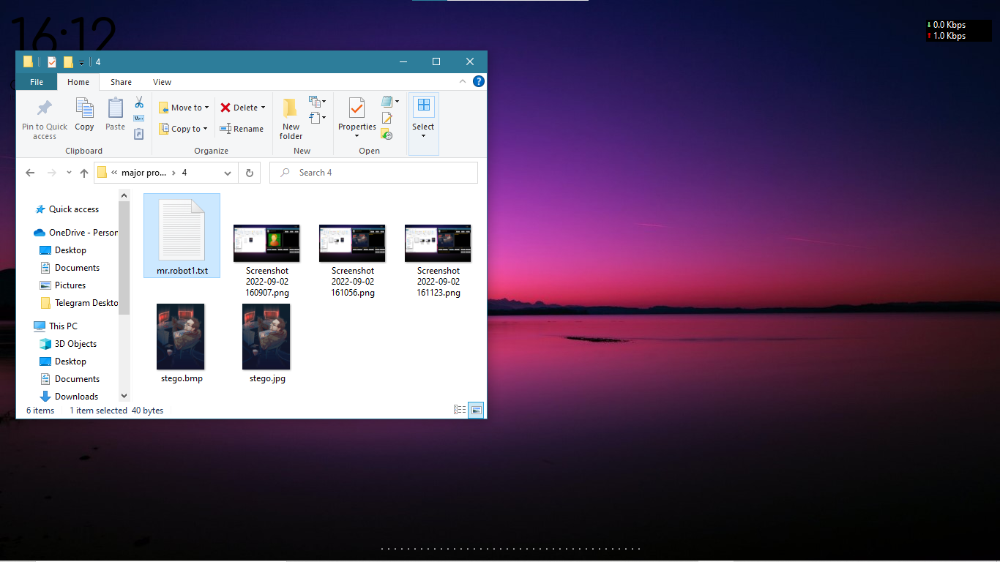 16:12
0.0 Kbps
1.0 Kbps
4
File Home Share View
Pin to Quick access
Copy
Paste
Clipboard
Move to
Copy to
Delete
Rename
Organize
New folder
New
Properties
Open
Select
major pro... 4
Search 4
Quick access
OneDrive - Person
Desktop
Documents
Pictures
Telegram Deskto
This PC
3D Objects
Desktop
Documents
Downloads
mr.robot1.txt
Screenshot
2022-09-02
160907.png
Screenshot
2022-09-02
161056.png
Screenshot
2022-09-02
161123.png
stego.bmp
stego.jpg
6 items 1 item selected 40 bytes